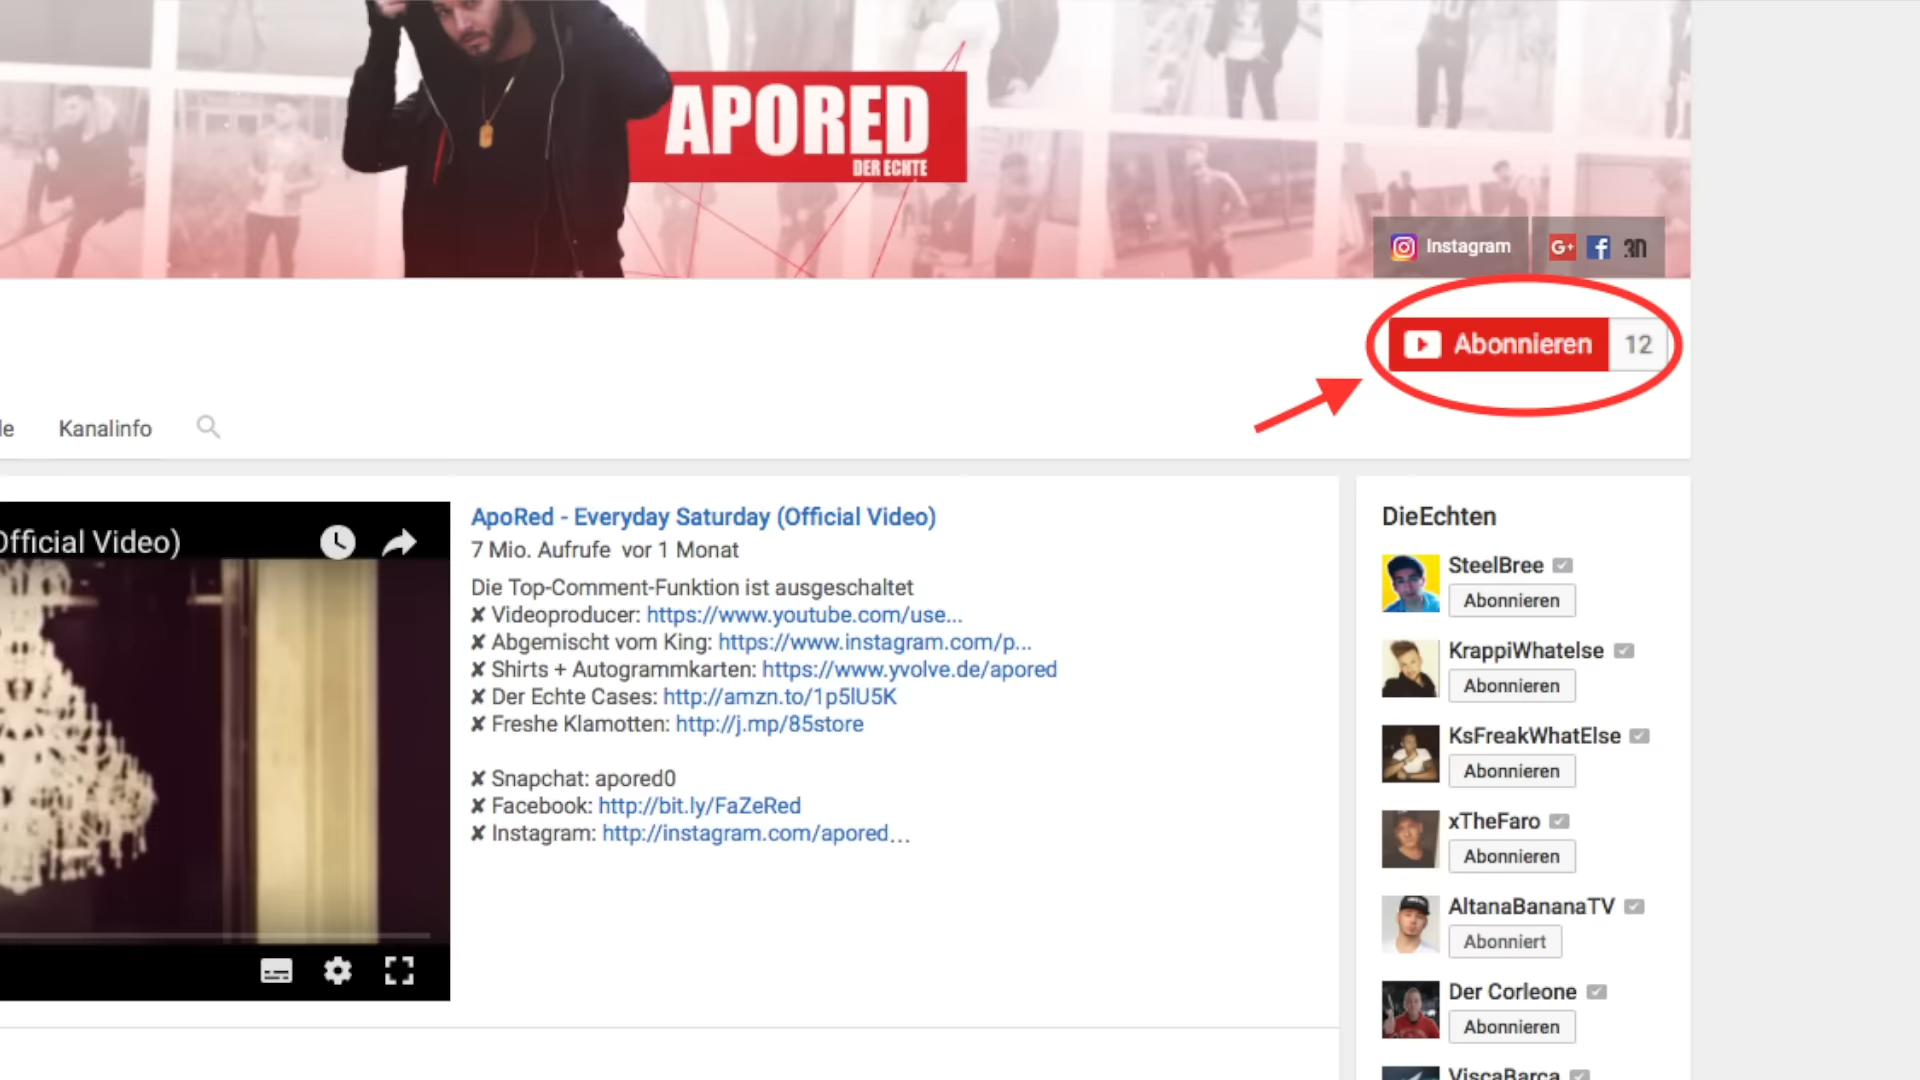 APORED
DER ECHTE
Instagram
Abonnieren 12
Kanalinfo
Official Video)
ApoRed - Everyday Saturday (Official Video)
7 Mio. Aufrufe vor 1 Monat
Die Top-Comment-Funktion ist ausgeschaltet
✘ Videoproducer: https://www.youtube.com/use...
✘ Abgemischt vom King: https://www.instagram.com/p...
✘ Shirts + Autogrammkarten: https://www.yvolve.de/apored
✘ Der Echte Cases: http://amzn.to/1p5lU5K
✘ Freshe Klamotten: http://j.mp/85store
✘ Snapchat: apored0
✘ Facebook: http://bit.ly/FaZeRed
✘ Instagram: http://instagram.com/apored...
DieEchten
SteelBree
Abonnieren
KrappiWhatelse
Abonnieren
KsFreakWhatElse
Abonnieren
xTheFaro
Abonnieren
AltanaBananaTV
Abonniert
Der Corleone
Abonnieren
ViscaBarca